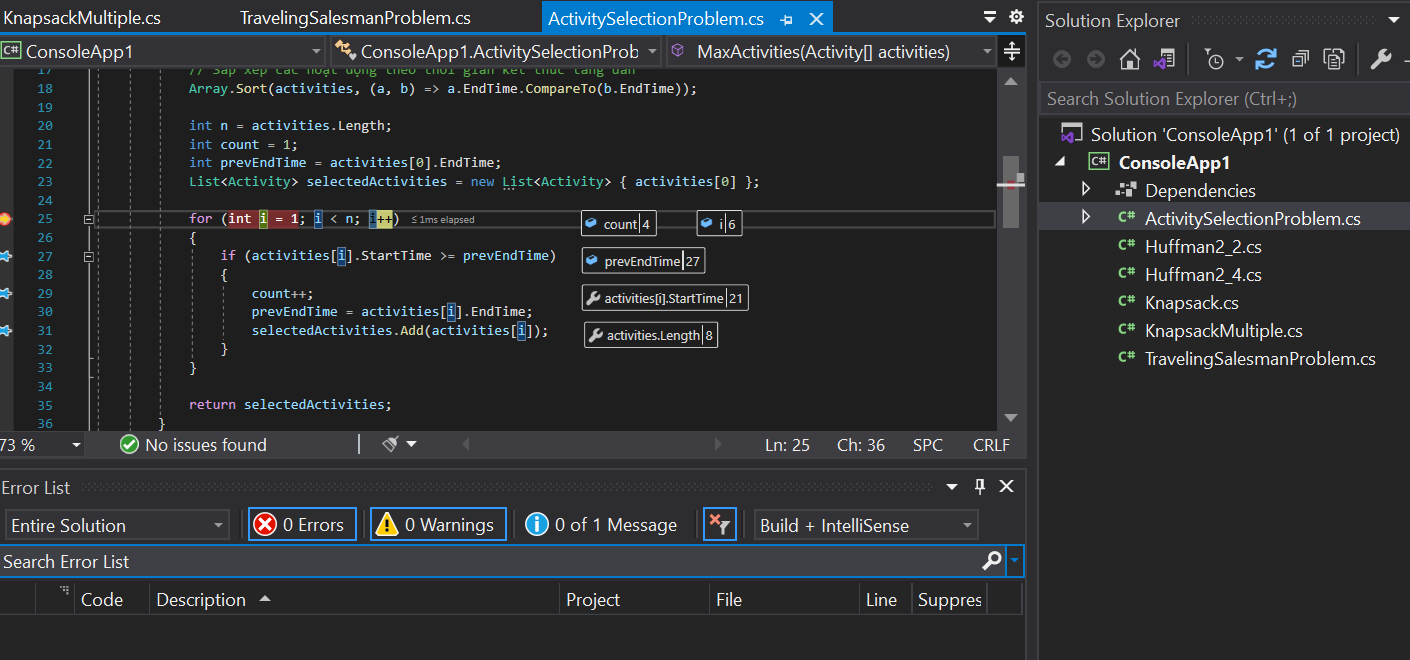 KnapsackMultiple.cs TravelingSalesmanProblem.cs ActivitySelectionProblem.cs
C# ConsoleApp1 ConsoleApp1.ActivitySelectionProb MaxActivities(Activity[] activities)
17 // Sắp xếp các hoạt động theo thời gian kết thúc tăng dần
18 Array.Sort(activities, (a, b) => a.EndTime.CompareTo(b.EndTime));
19
20 int n = activities.Length;
21 int count = 1;
22 int prevEndTime = activities[0].EndTime;
23 List<Activity> selectedActivities = new List<Activity> { activities[0] };
24
25 for (int i = 1; i < n; i++) ≤ 1ms elapsed count 4 i 6
26 {
27 if (activities[i].StartTime >= prevEndTime) prevEndTime 27
28 {
29 count++; activities[i].StartTime 21
30 prevEndTime = activities[i].EndTime;
31 selectedActivities.Add(activities[i]); activities.Length 8
32 }
33 }
34
35 return selectedActivities;
36 }
73 % No issues found Ln: 25 Ch: 36 SPC CRLF
Error List
Entire Solution 0 Errors 0 Warnings 0 of 1 Message Build + IntelliSense
Search Error List
Code Description Project File Line Suppres
Solution Explorer
Search Solution Explorer (Ctrl+;)
Solution 'ConsoleApp1' (1 of 1 project)
C# ConsoleApp1
Dependencies
C# ActivitySelectionProblem.cs
C# Huffman2_2.cs
C# Huffman2_4.cs
C# Knapsack.cs
C# KnapsackMultiple.cs
C# TravelingSalesmanProblem.cs